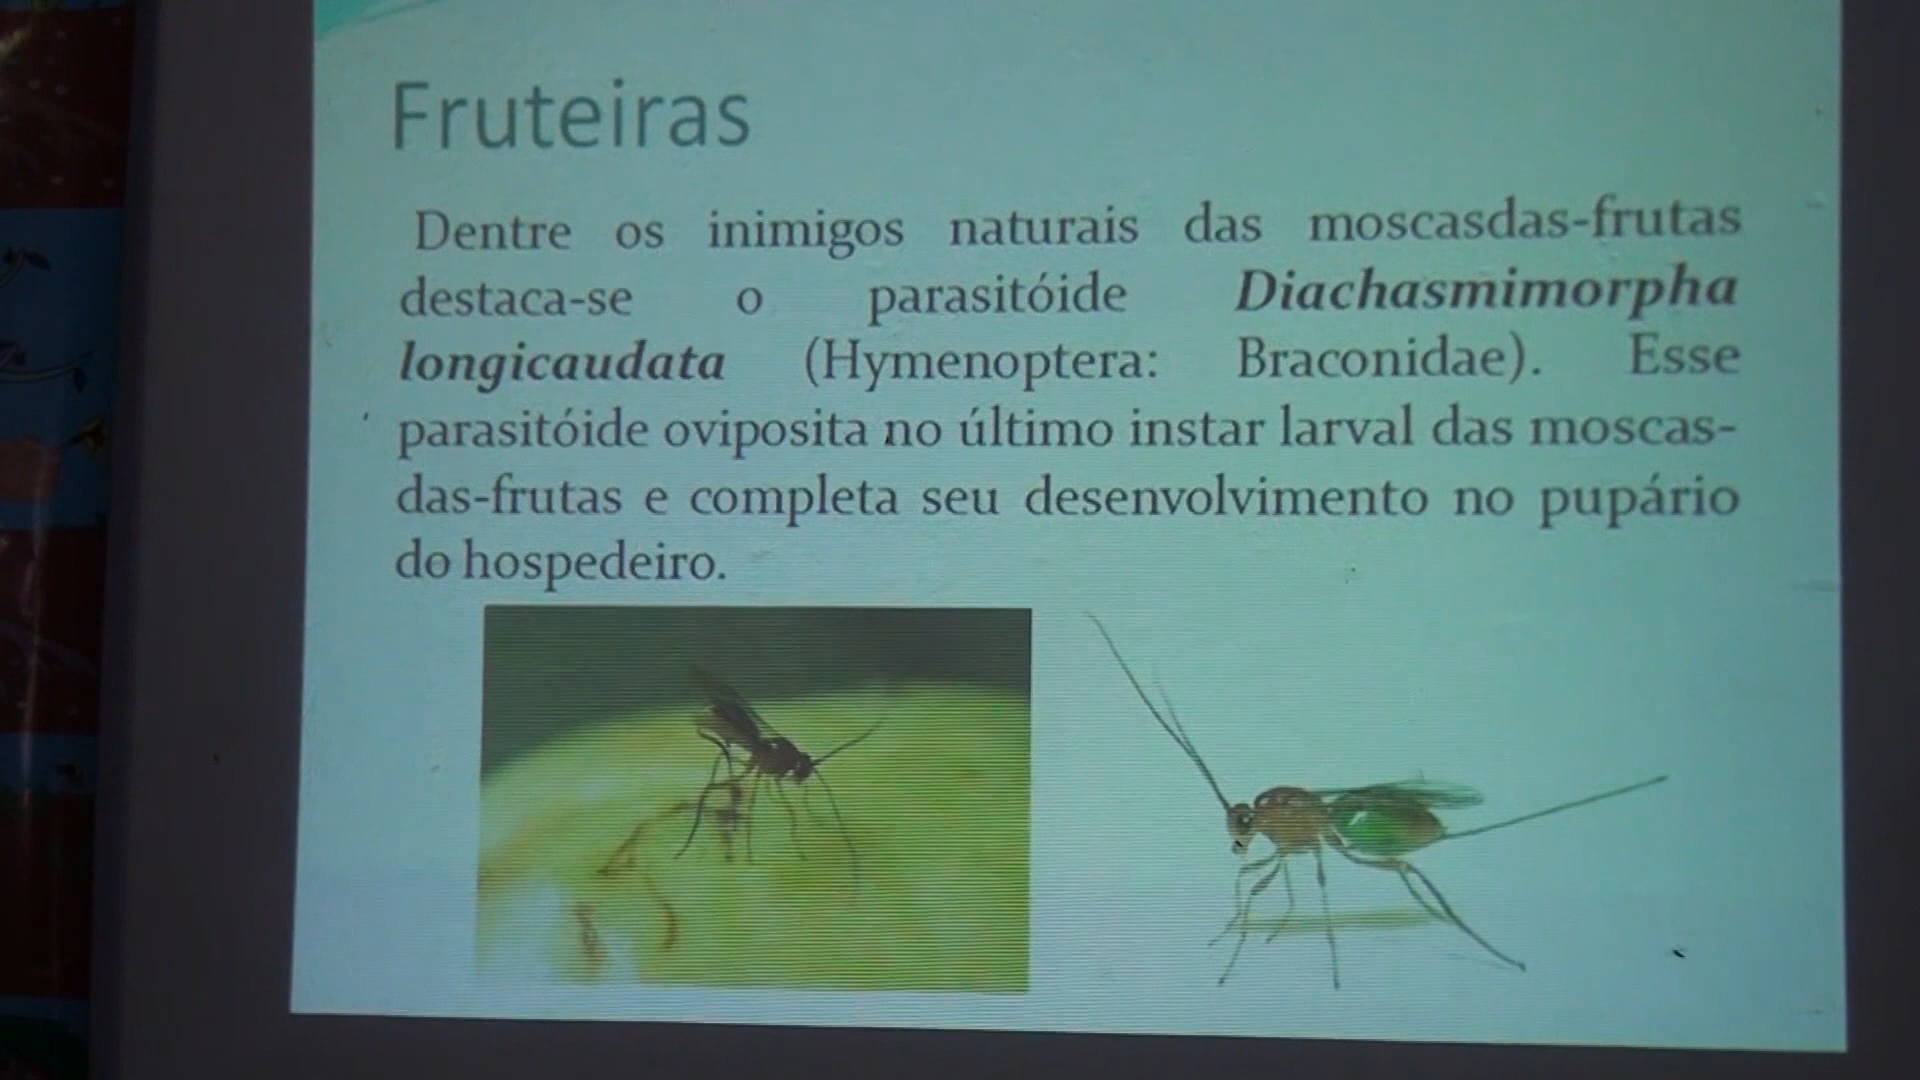 Fruteiras
Dentre os inimigos naturais das moscasdas-frutas
destaca-se o parasitóide Diachasmimorpha
longicaudata (Hymenoptera: Braconidae). Esse
parasitóide oviposita no último instar larval das moscas-
das-frutas e completa seu desenvolvimento no pupário
do hospedeiro.